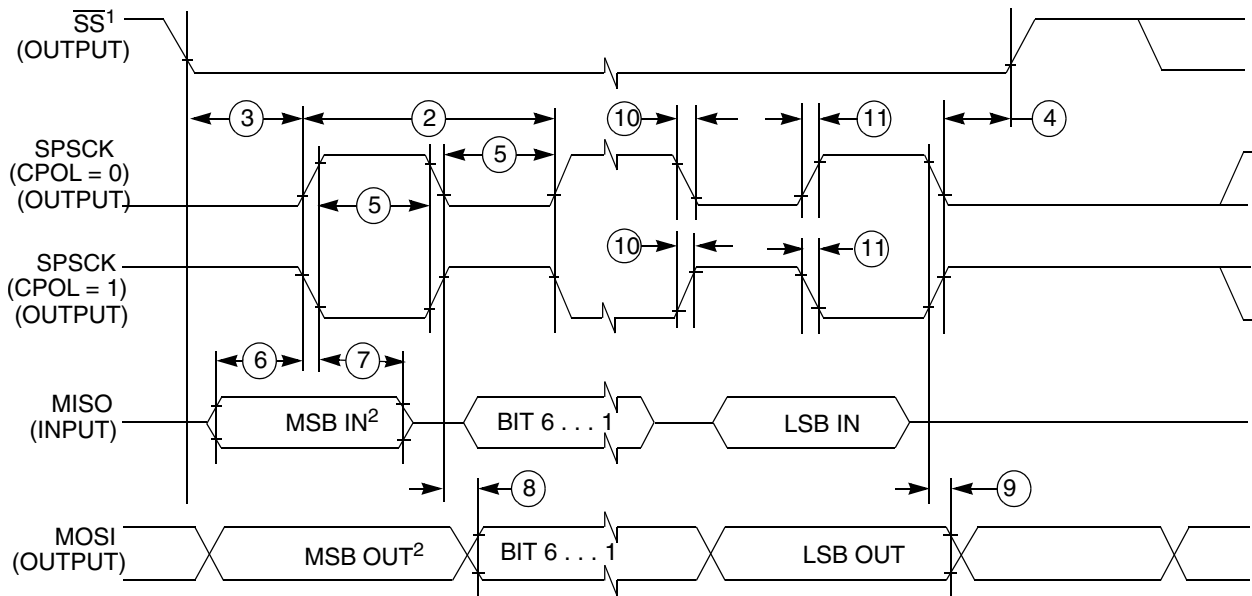 SS¹
(OUTPUT)
3
2
10
11
4
SPSCK
(CPOL = 0)
(OUTPUT)
5
5
SPSCK
(CPOL = 1)
(OUTPUT)
10
11
6
7
MISO
(INPUT)
MSB IN²
BIT 6 . . . 1
LSB IN
8
9
MOSI
(OUTPUT)
MSB OUT²
BIT 6 . . . 1
LSB OUT